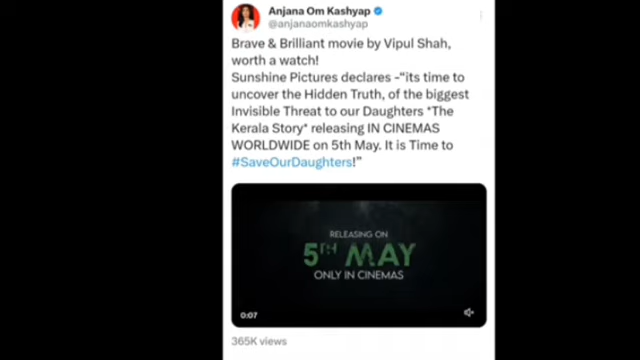 Anjana Om Kashyap
@anjanaomkashyap
Brave & Brilliant movie by Vipul Shah,
worth a watch!
Sunshine Pictures declares -“its time to
uncover the Hidden Truth, of the biggest
Invisible Threat to our Daughters *The
Kerala Story* releasing IN CINEMAS
WORLDWIDE on 5th May. It is Time to
#SaveOurDaughters!”
RELEASING ON
5TH MAY
ONLY IN CINEMAS
0:07
365K views